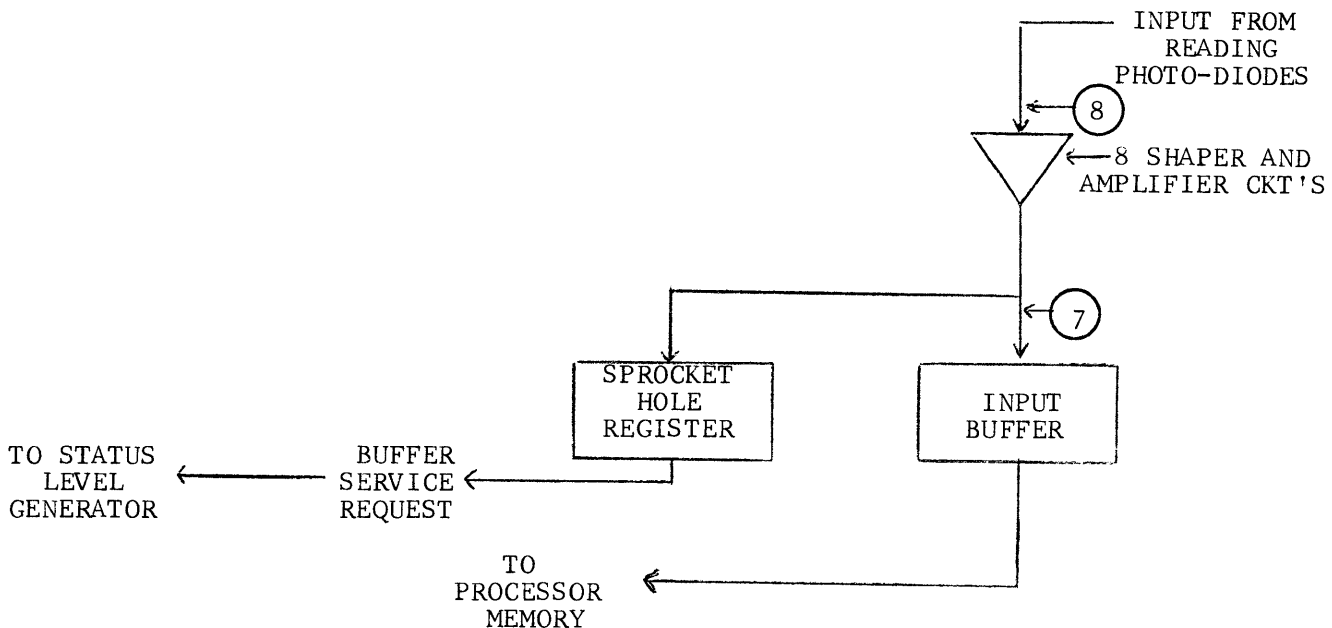 INPUT FROM
READING
PHOTO-DIODES
8
8 SHAPER AND
AMPLIFIER CKT'S
7
SPROCKET
HOLE
REGISTER
INPUT
BUFFER
TO STATUS
LEVEL
GENERATOR
BUFFER
SERVICE
REQUEST
TO
PROCESSOR
MEMORY